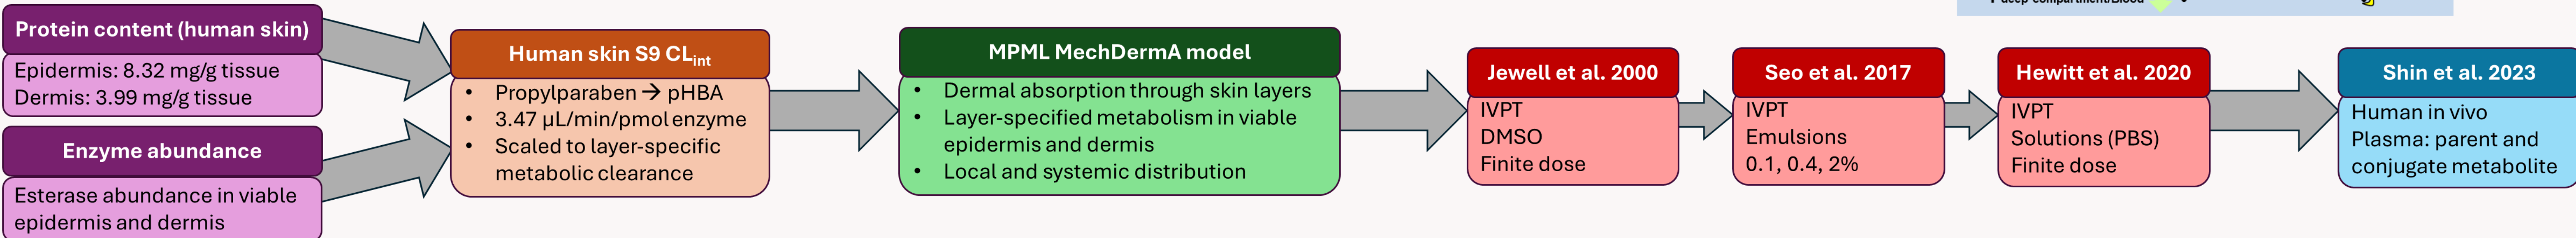 deep compartment/Blood
Protein content (human skin)
Epidermis: 8.32 mg/g tissue
Dermis: 3.99 mg/g tissue
Enzyme abundance
Esterase abundance in viable
epidermis and dermis
Human skin S9 CLint
• Propylparaben → pHBA
• 3.47 µL/min/pmol enzyme
• Scaled to layer-specific
metabolic clearance
MPML MechDermA model
• Dermal absorption through skin layers
• Layer-specified metabolism in viable
epidermis and dermis
• Local and systemic distribution
Jewell et al. 2000
IVPT
DMSO
Finite dose
Seo et al. 2017
IVPT
Emulsions
0.1, 0.4, 2%
Hewitt et al. 2020
IVPT
Solutions (PBS)
Finite dose
Shin et al. 2023
Human in vivo
Plasma: parent and
conjugate metabolite